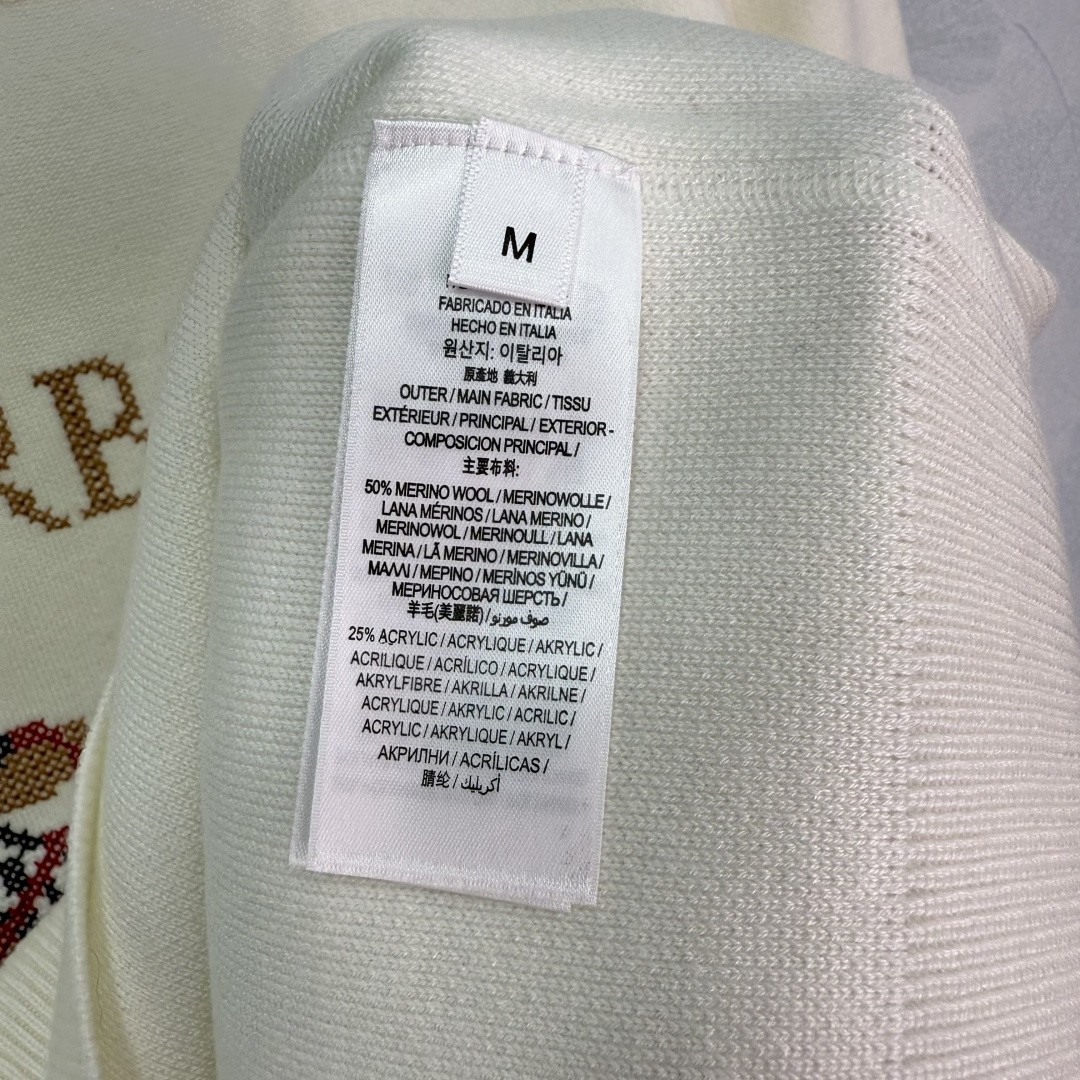 M
FABRICADO EN ITALIA
HECHO EN ITALIA
원산지: 이탈리아
原產地 義大利
OUTER / MAIN FABRIC / TISSU
EXTÉRIEUR / PRINCIPAL / EXTERIOR -
COMPOSICION PRINCIPAL /
主要布料:
50% MERINO WOOL / MERINOWOLLE /
LANA MÉRINOS / LANA MERINO /
MERINOWOL / MERINOULL / LANA
MERINA / LÃ MERINO / MERINOVILLA /
ΜΑΛΛΙ / ΜΕΡΙΝΟ / MERİNOS YÜNÜ /
МЕРИНОСОВАЯ ШЕРСТЬ /
羊毛(美麗諾) / صوف مورنو
25% ACRYLIC / ACRYLIQUE / AKRYLIC /
ACRILIQUE / ACRÍLICO / ACRYLIQUE /
AKRYLFIBRE / AKRILLA / AKRILNE /
ACRYLIQUE / AKRYLIC / ACRILIC /
ACRYLIC / AKRYLIQUE / AKRYL /
АКРИЛНИ / ACRÍLICAS /
腈纶 / أكريليك